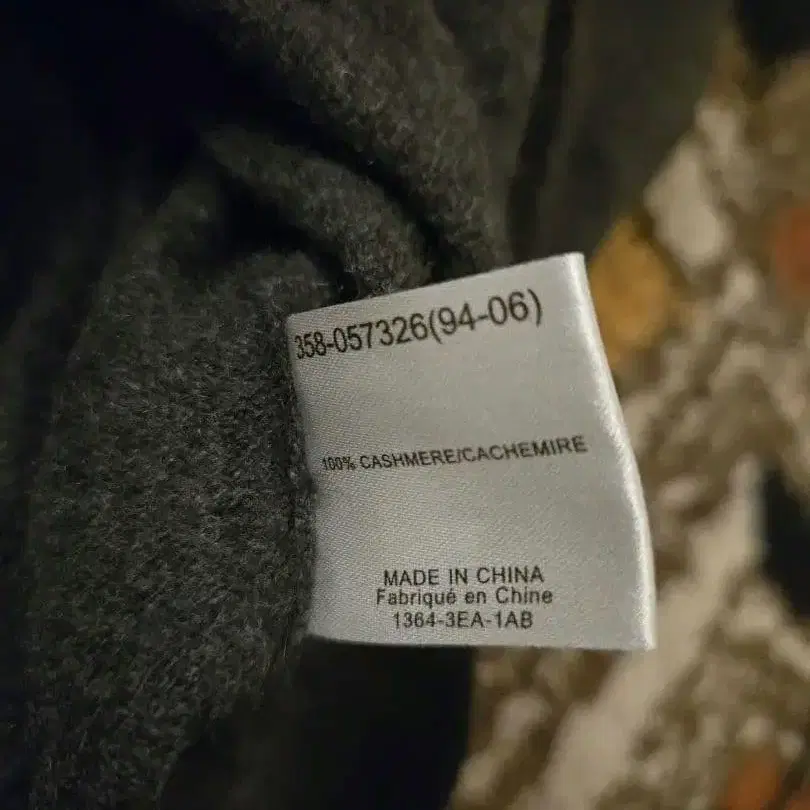 358-057326(94-06)
100% CASHMERE/CACHEMIRE
MADE IN CHINA
Fabriqué en Chine
1364-3EA-1AB